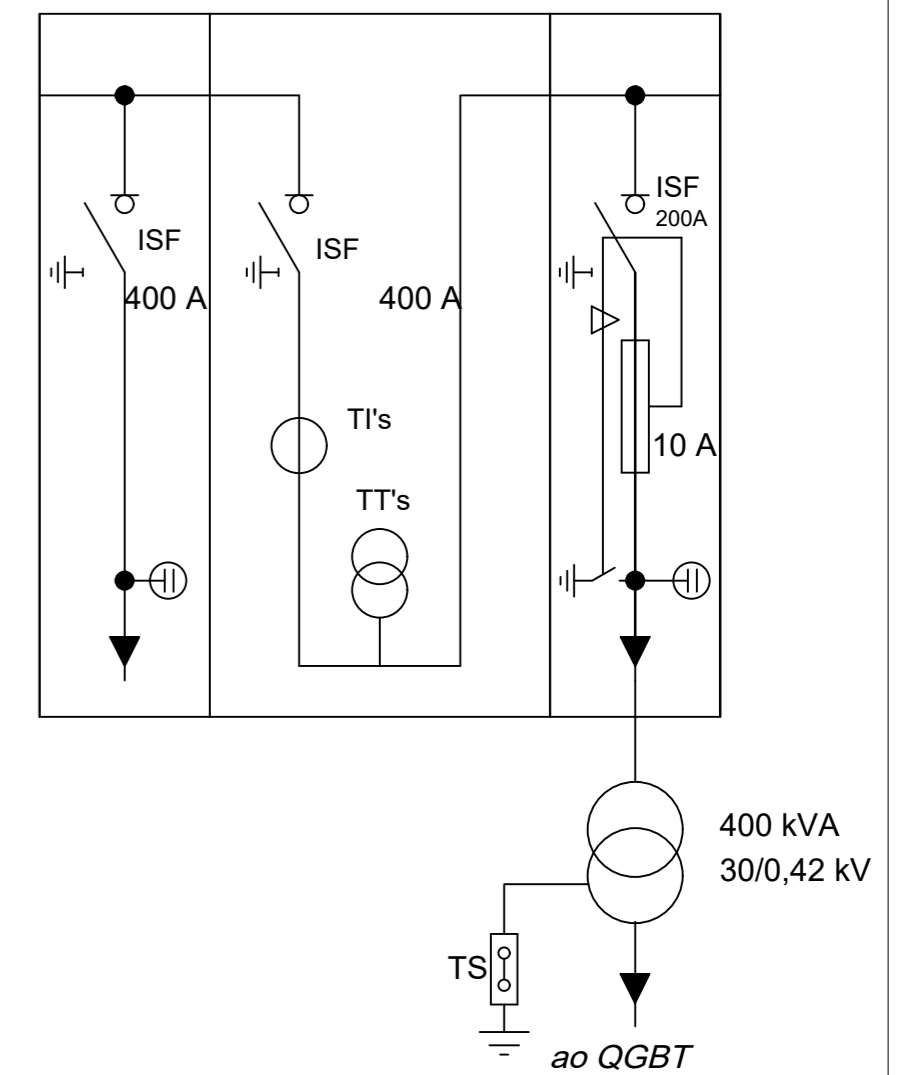 ISF
400 A
ISF
400 A
TI's
TT's
ISF
200A
10 A
400 kVA
30/0,42 kV
TS
ao QGBT